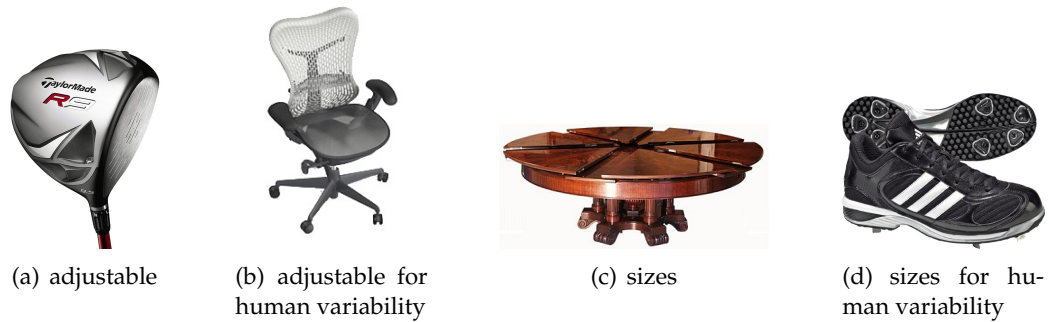 TaylorMade
R9
(a) adjustable
(b) adjustable for
human variability
(c) sizes
(d) sizes for hu-
man variability